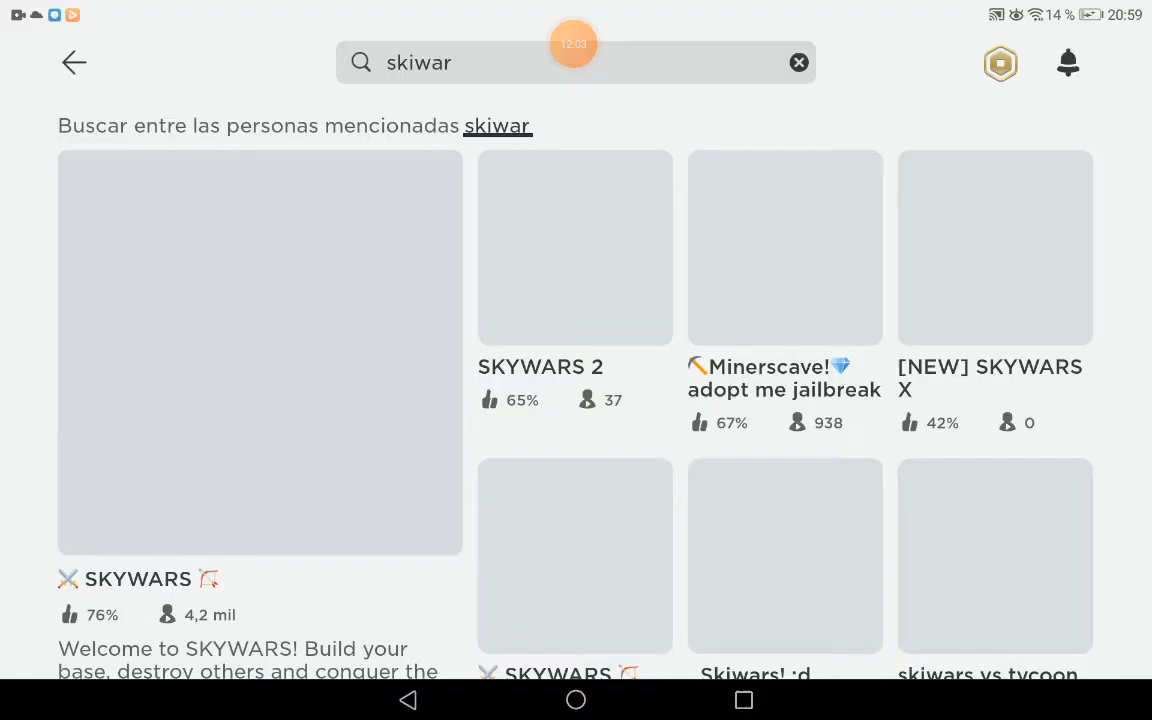 14 % 20:59
skiwar
12:03
Buscar entre las personas mencionadas skiwar
SKYWARS 2
65% 37
⛏️Minerscave!💎
adopt me jailbreak
67% 938
[NEW] SKYWARS
X
42% 0
⚔️ SKYWARS 🏹
76% 4,2 mil
Welcome to SKYWARS! Build your
base, destroy others and conquer the
⚔️ SKYWARS 🏹
Skiwars! :d
skiwars vs tycoon